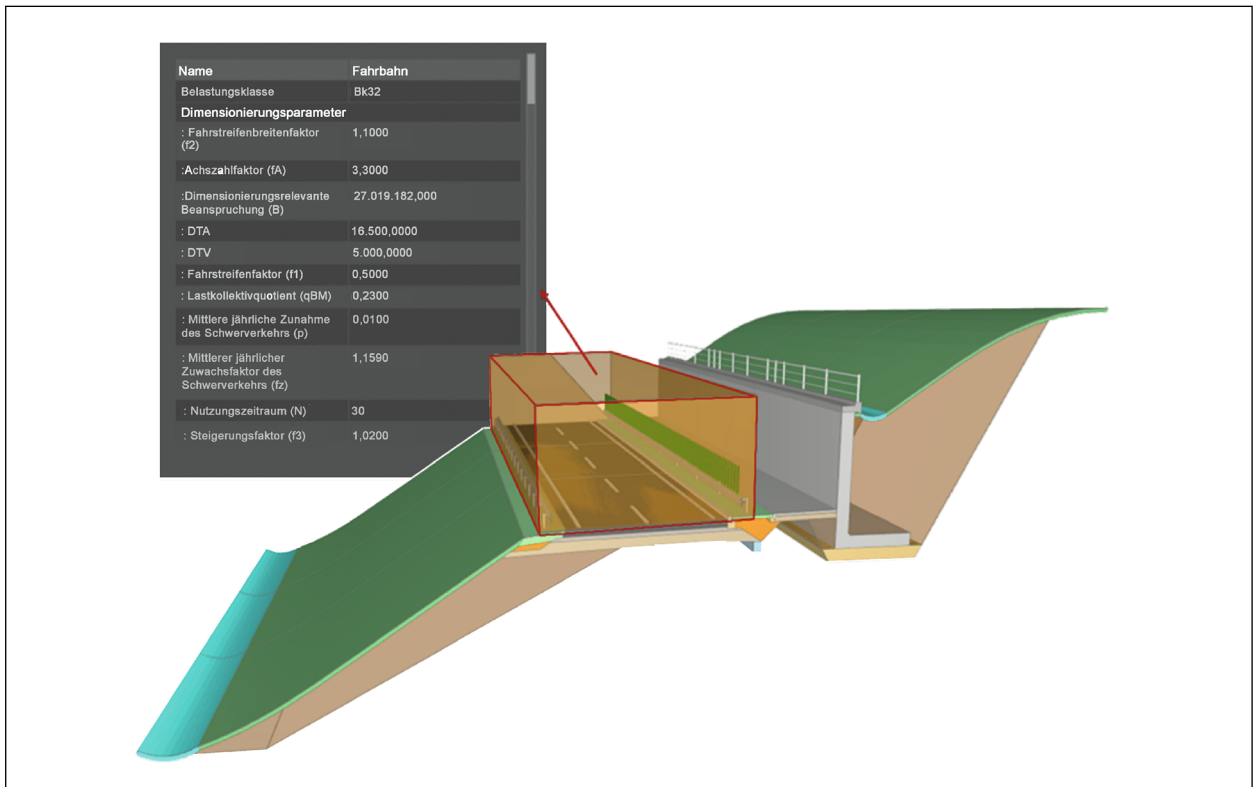 Name Fahrbahn
Belastungsklasse Bk32
Dimensionierungsparameter
: Fahrstreifenbreitenfaktor 1,1000
(f2)
:Achszahlfaktor (fA) 3,3000
:Dimensionierungsrelevante 27.019.182,000
Beanspruchung (B)
: DTA 16.500,0000
: DTV 5.000,0000
: Fahrstreifenfaktor (f1) 0,5000
: Lastkollektivquotient (qBM) 0,2300
: Mittlere jährliche Zunahme 0,0100
des Schwerverkehrs (p)
: Mittlerer jährlicher 1,1590
Zuwachsfaktor des
Schwerverkehrs (fz)
: Nutzungszeitraum (N) 30
: Steigerungsfaktor (f3) 1,0200